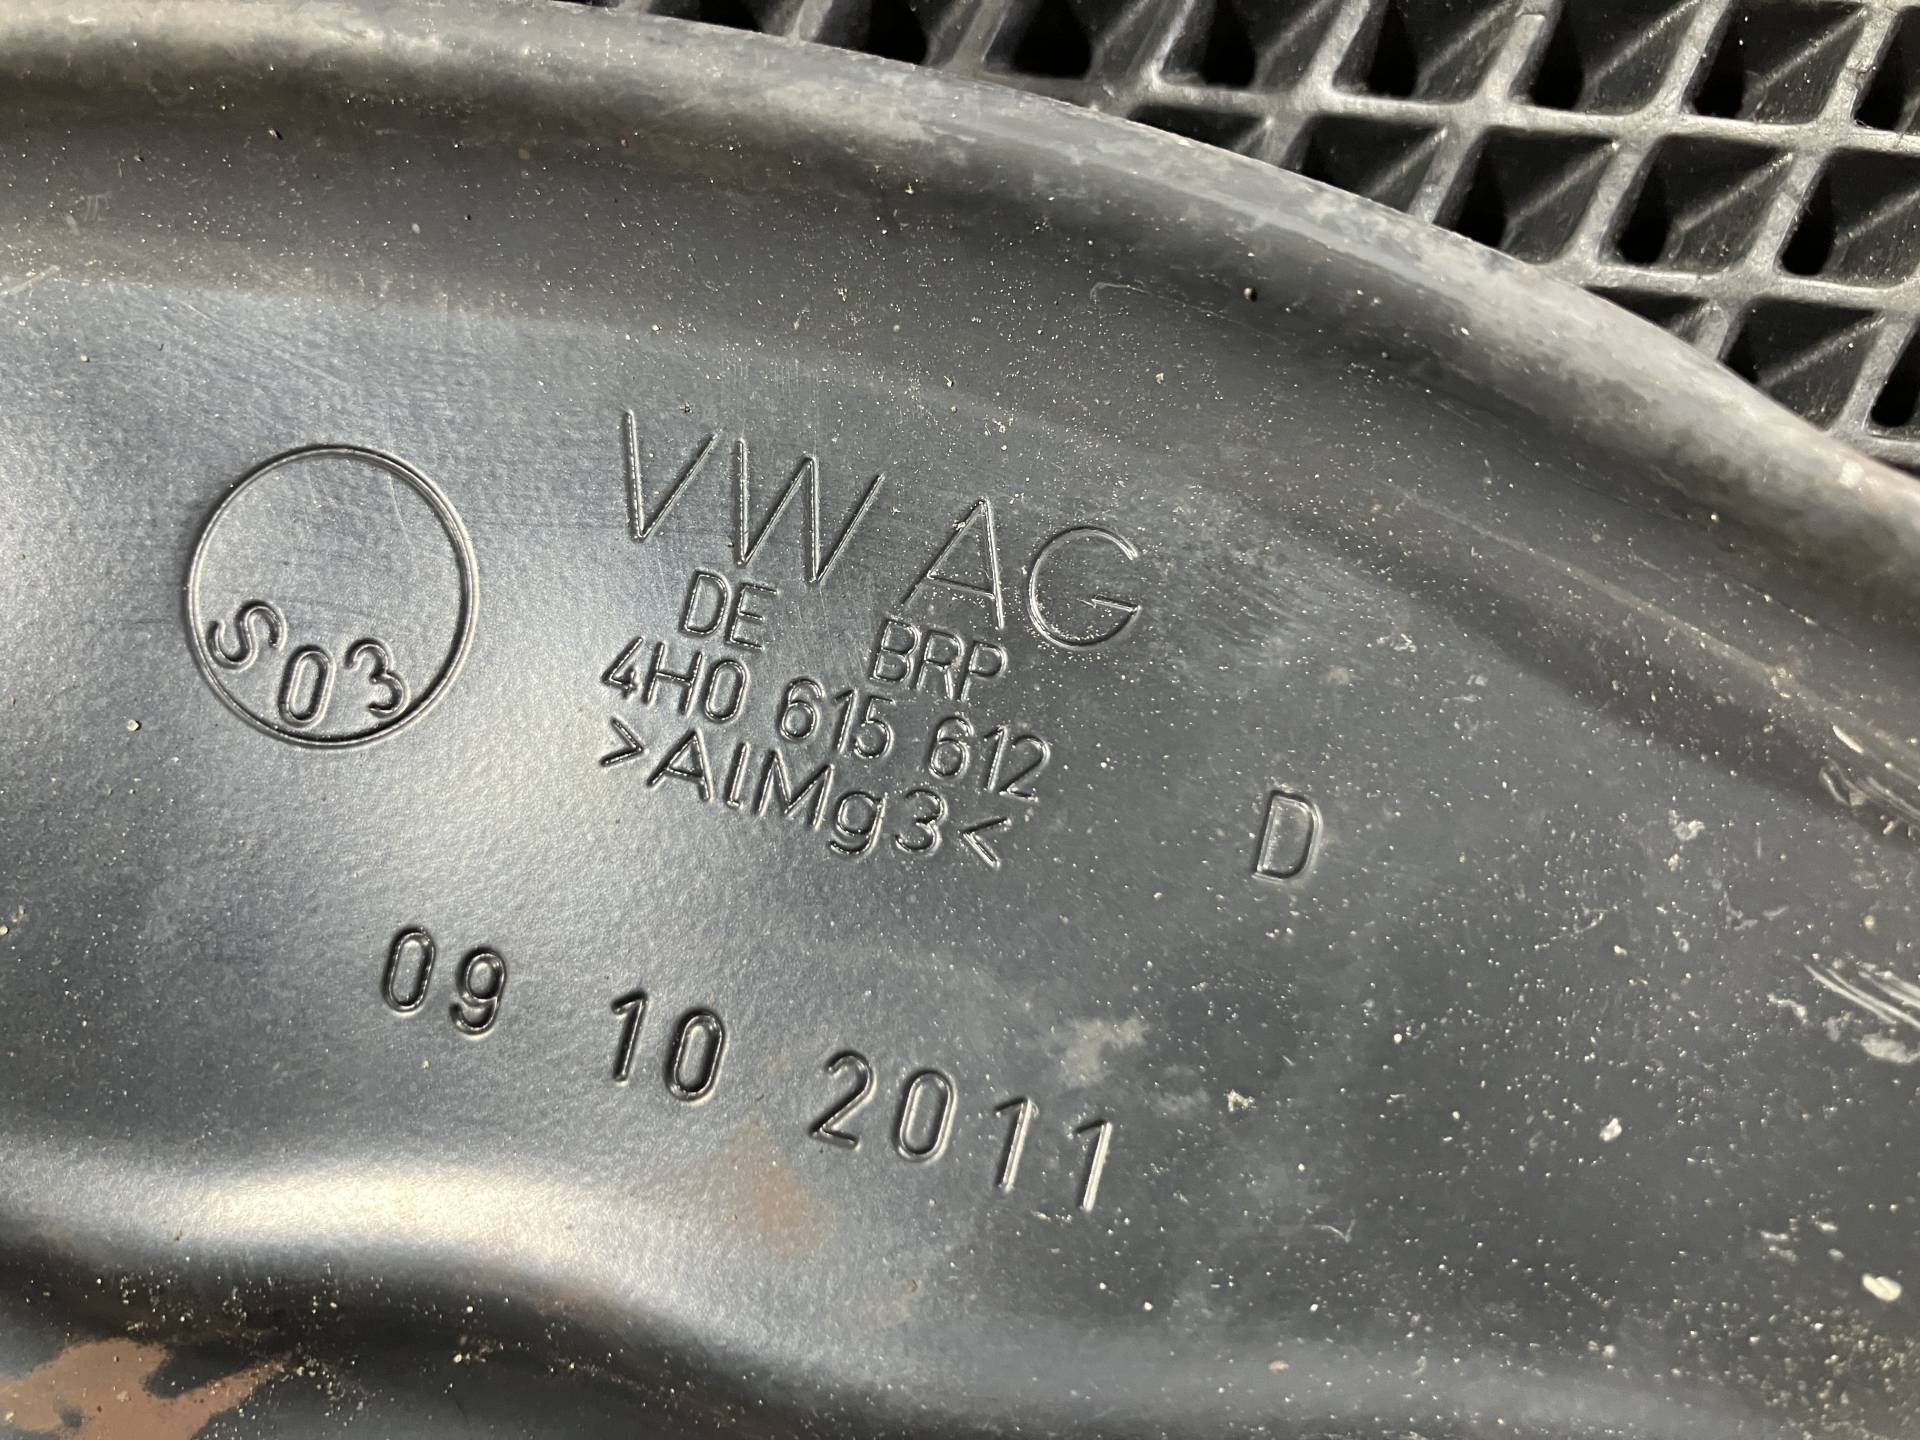 VW AG
DE BRP
4H0 615 612 D
>AlMg3<
S03
09 10 2011